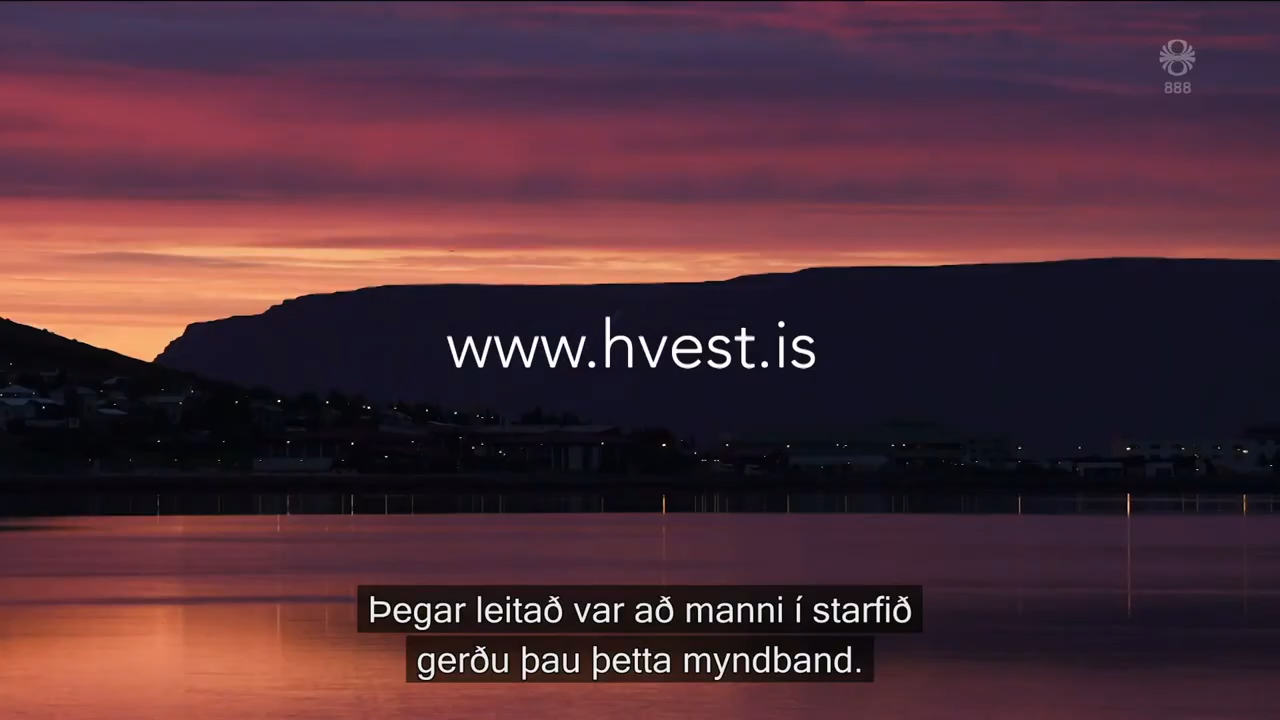 888
www.hvest.is
Þegar leitað var að manni í starfið
gerðu þau þetta myndband.